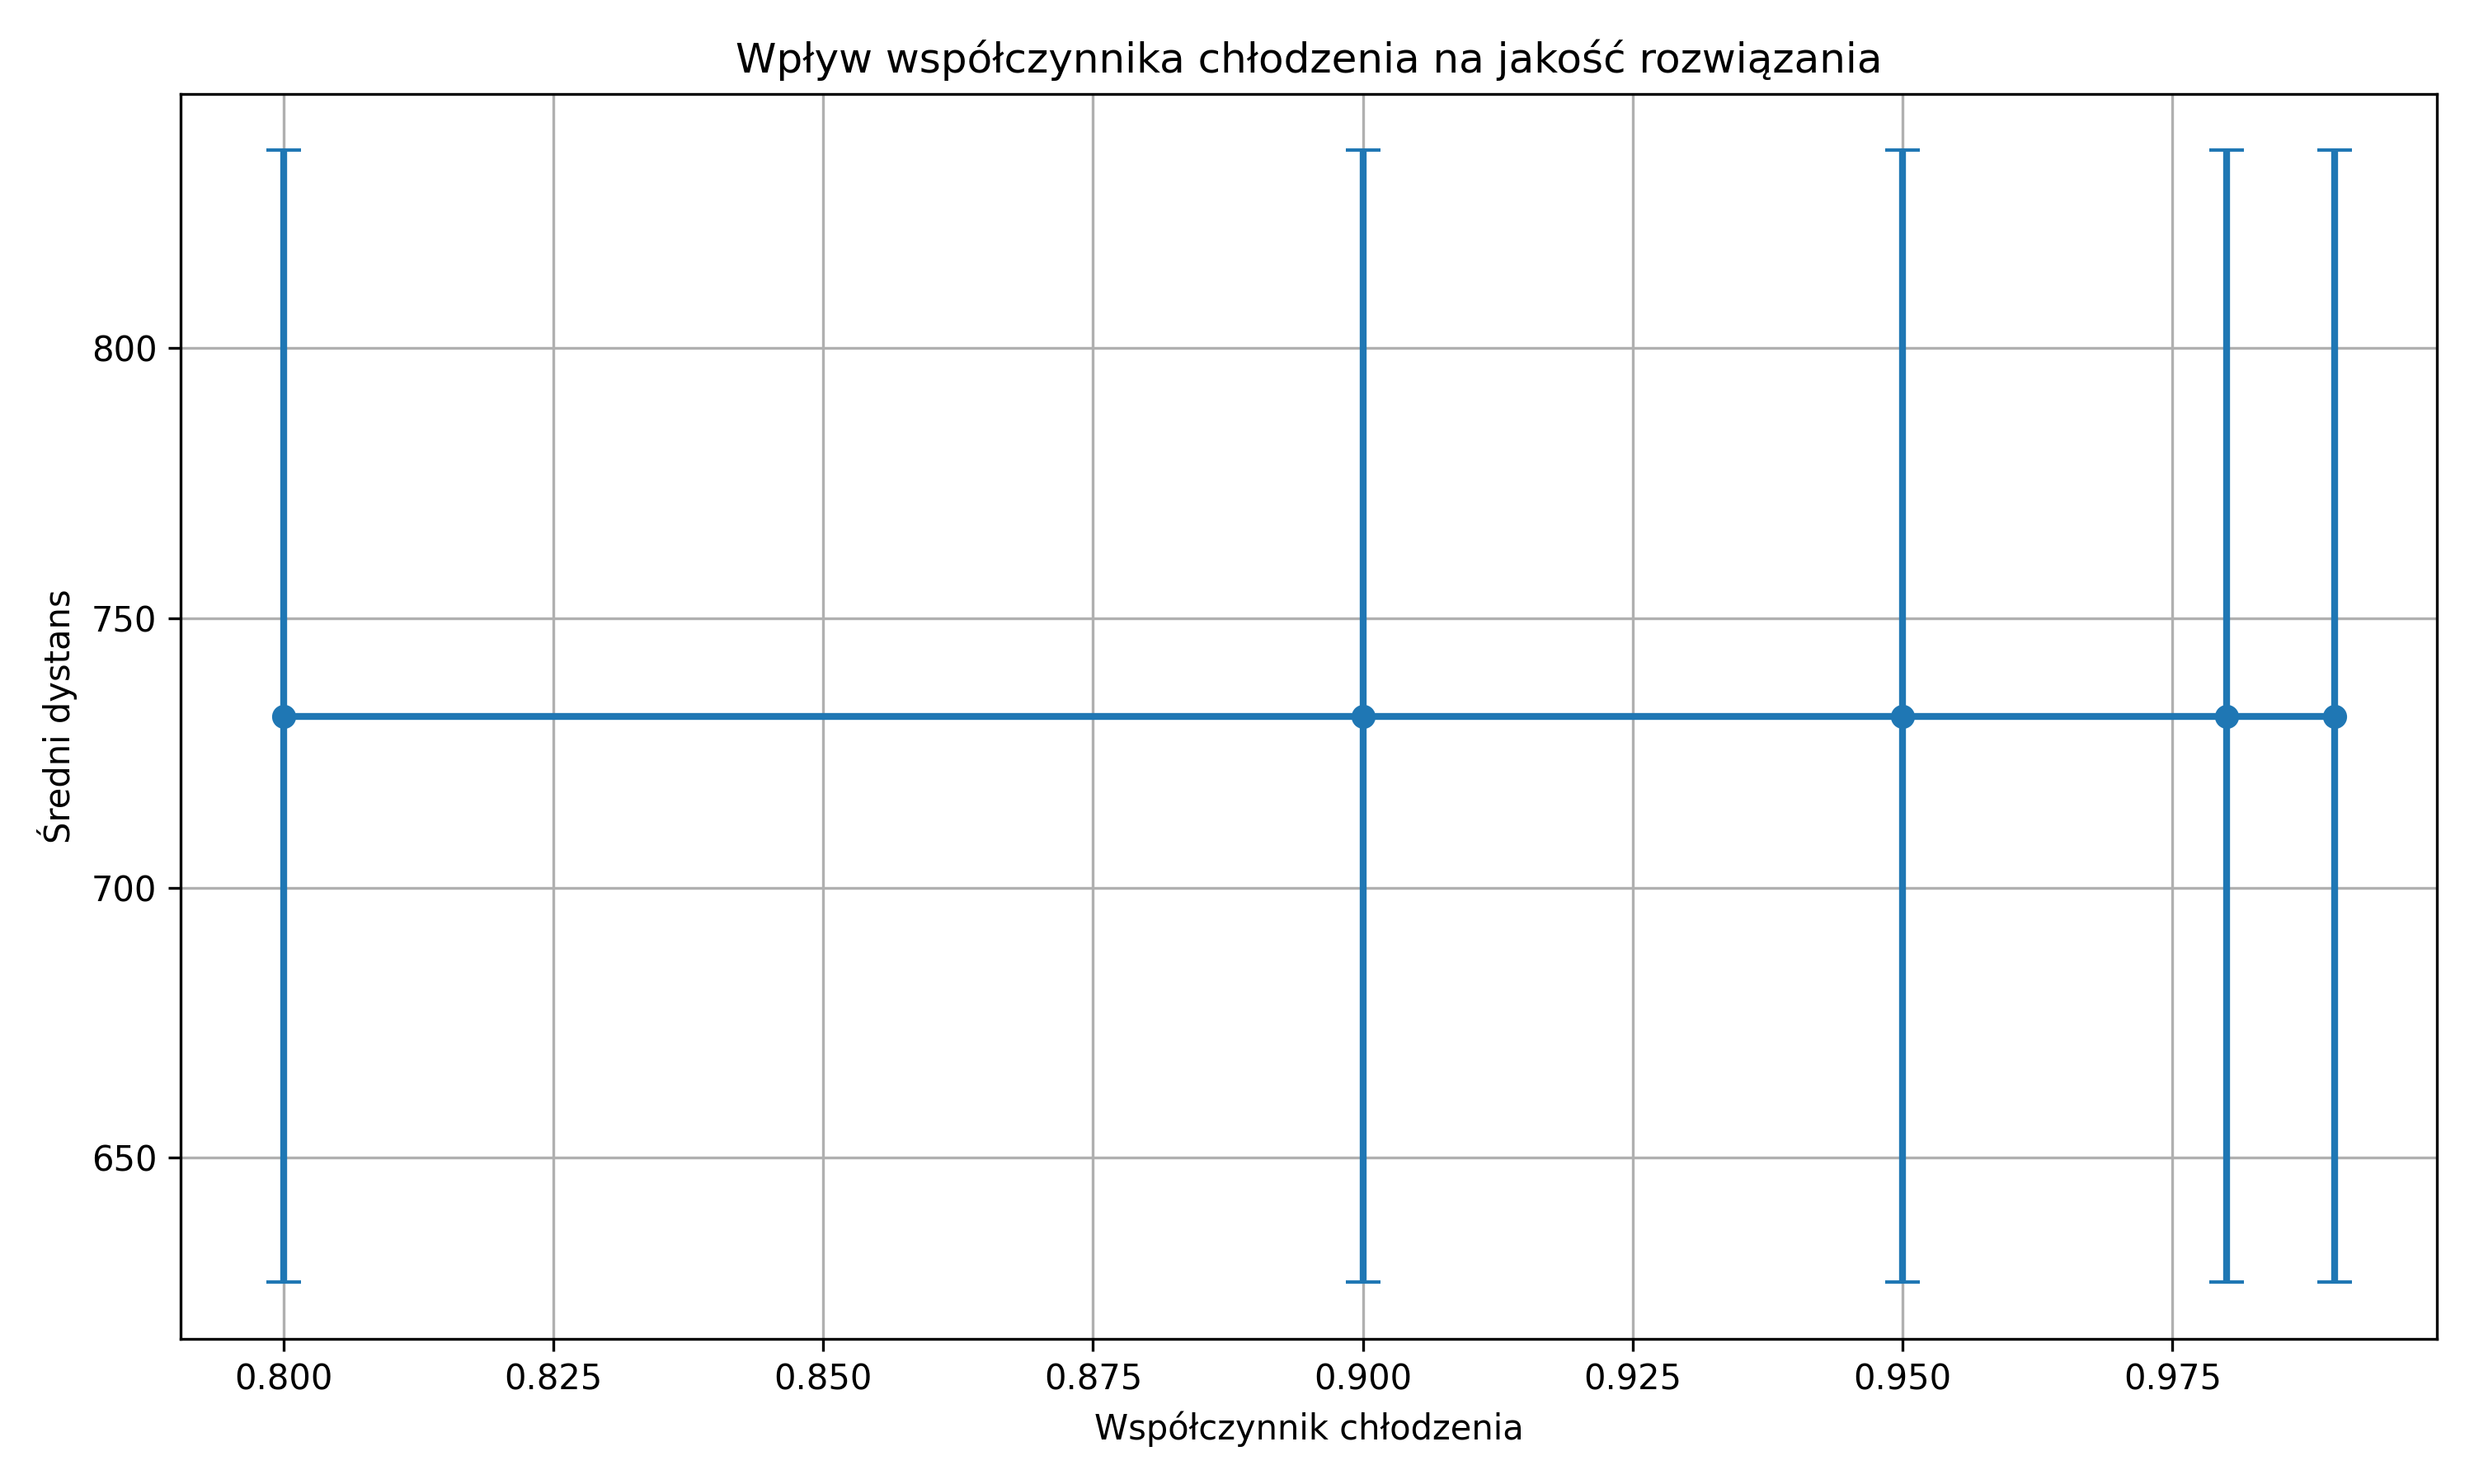 Wpływ współczynnika chłodzenia na jakość rozwiązania
Średni dystans
800
750
700
650
0.800 0.825 0.850 0.875 0.900 0.925 0.950 0.975
Współczynnik chłodzenia